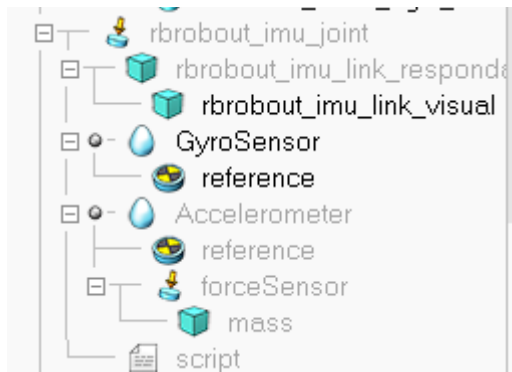 rbrobout_imu_joint
rbrobout_imu_link_responda
rbrobout_imu_link_visual
GyroSensor
reference
Accelerometer
reference
forceSensor
mass
script